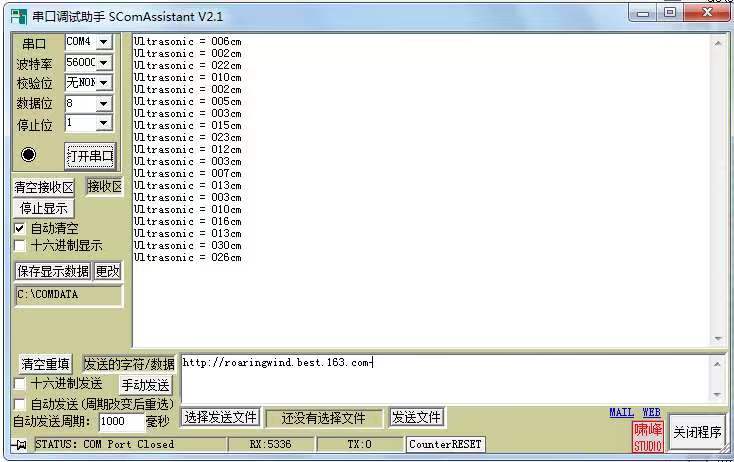 串口调试助手 SComAssistant V2.1
串口 COM4
波特率 5600C
校验位 无NON
数据位 8
停止位 1
打开串口
清空接收区 接收区
停止显示
自动清空
十六进制显示
保存显示数据 更改
C:\COMDATA
Ultrasonic = 006cm
Ultrasonic = 002cm
Ultrasonic = 022cm
Ultrasonic = 010cm
Ultrasonic = 002cm
Ultrasonic = 005cm
Ultrasonic = 003cm
Ultrasonic = 015cm
Ultrasonic = 023cm
Ultrasonic = 012cm
Ultrasonic = 003cm
Ultrasonic = 007cm
Ultrasonic = 013cm
Ultrasonic = 003cm
Ultrasonic = 010cm
Ultrasonic = 016cm
Ultrasonic = 013cm
Ultrasonic = 030cm
Ultrasonic = 026cm
清空重填 发送的字符/数据
http://roaringwind.best.163.com
十六进制发送 手动发送
自动发送(周期改变后重选)
自动发送周期: 1000 毫秒
选择发送文件 还没有选择文件 发送文件
MAIL WEB
啸峰
STUDIO
关闭程序
STATUS: COM Port Closed RX:5336 TX:0 CounterRESET